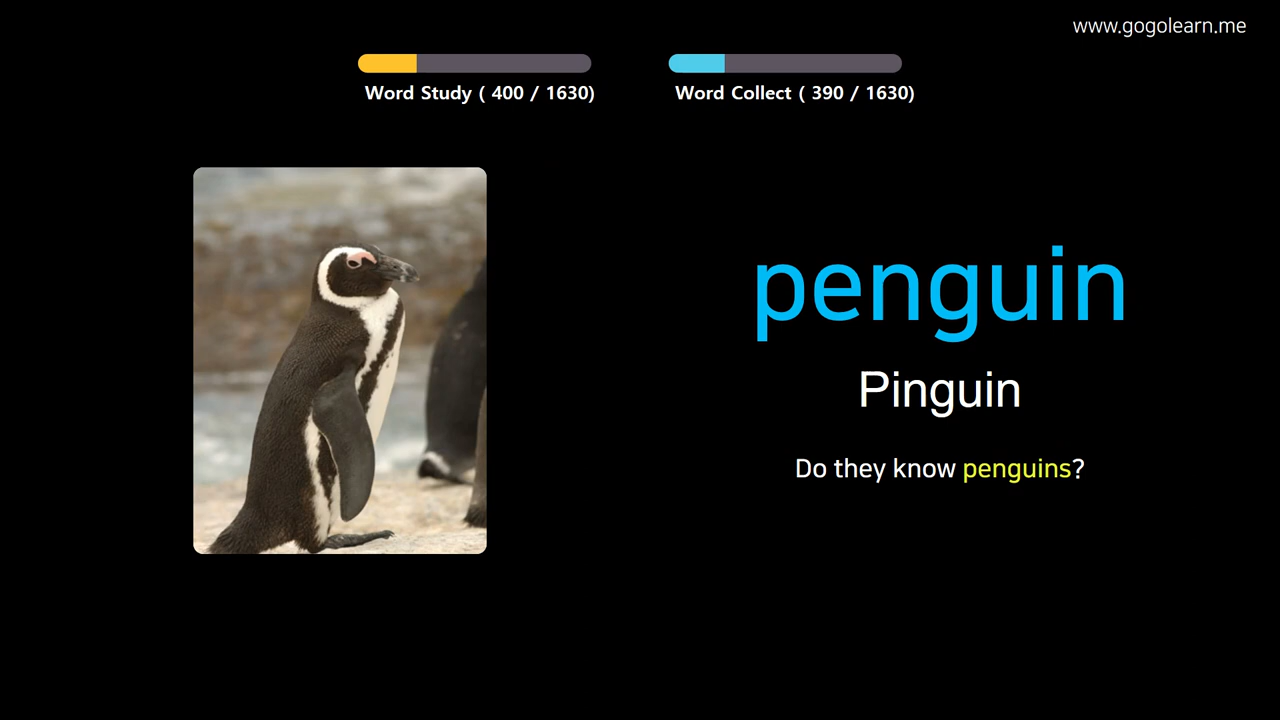 www.gogolearn.me
Word Study ( 400 / 1630)
Word Collect ( 390 / 1630)
penguin
Pinguin
Do they know penguins?